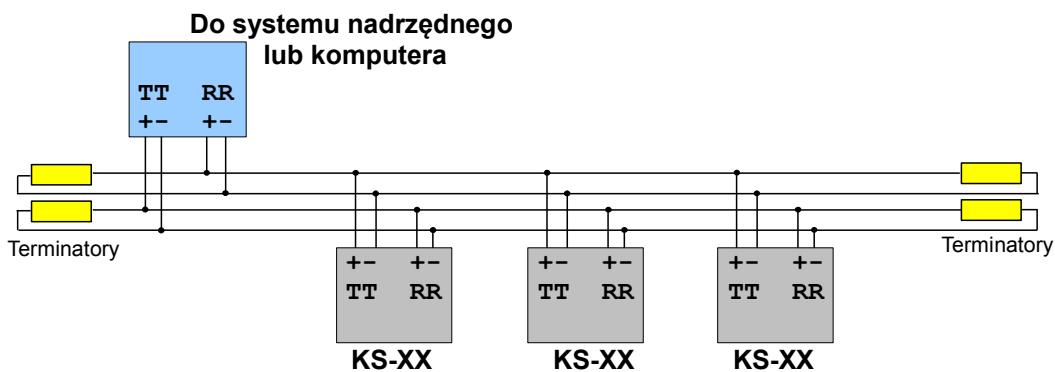 Do systemu nadrzędnego
lub komputera
TT RR
+- +-
Terminatory
Terminatory
+- +-
TT RR
+- +-
TT RR
+- +-
TT RR
KS-XX
KS-XX
KS-XX